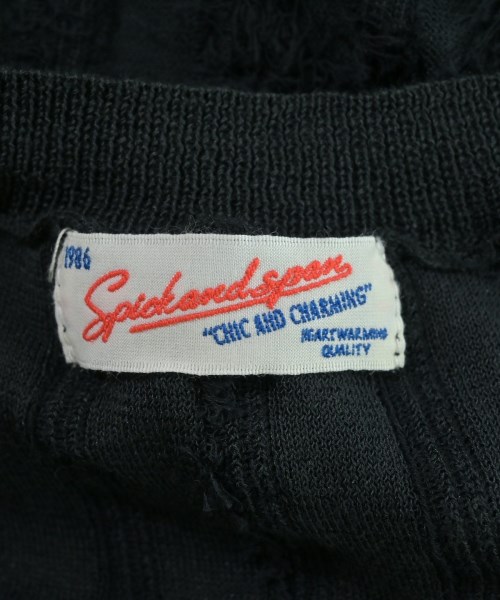 1986
Spick and span
"CHIC AND CHARMING"
HEARTWARMING
QUALITY